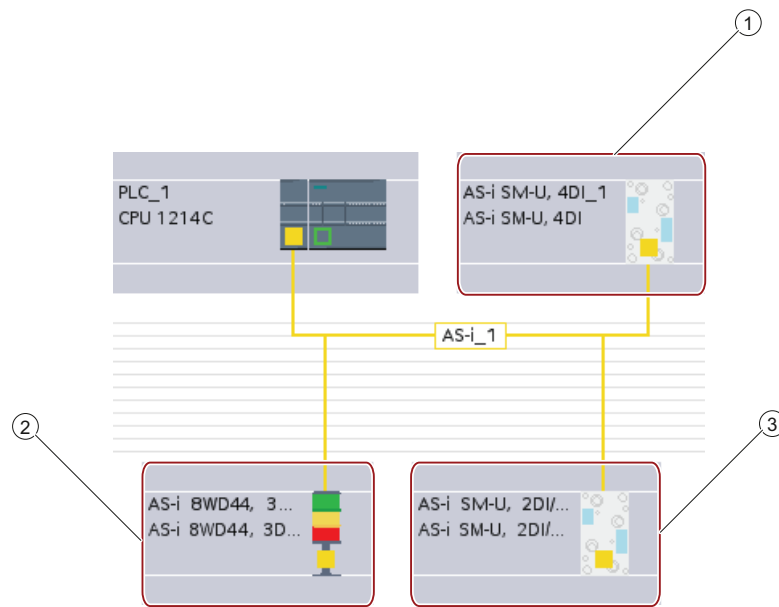 1
PLC_1
CPU 1214C
AS-i SM-U, 4DI_1
AS-i SM-U, 4DI
AS-i_1
2
3
AS-i 8WD44, 3...
AS-i 8WD44, 3D...
AS-i SM-U, 2DI/...
AS-i SM-U, 2DI/...